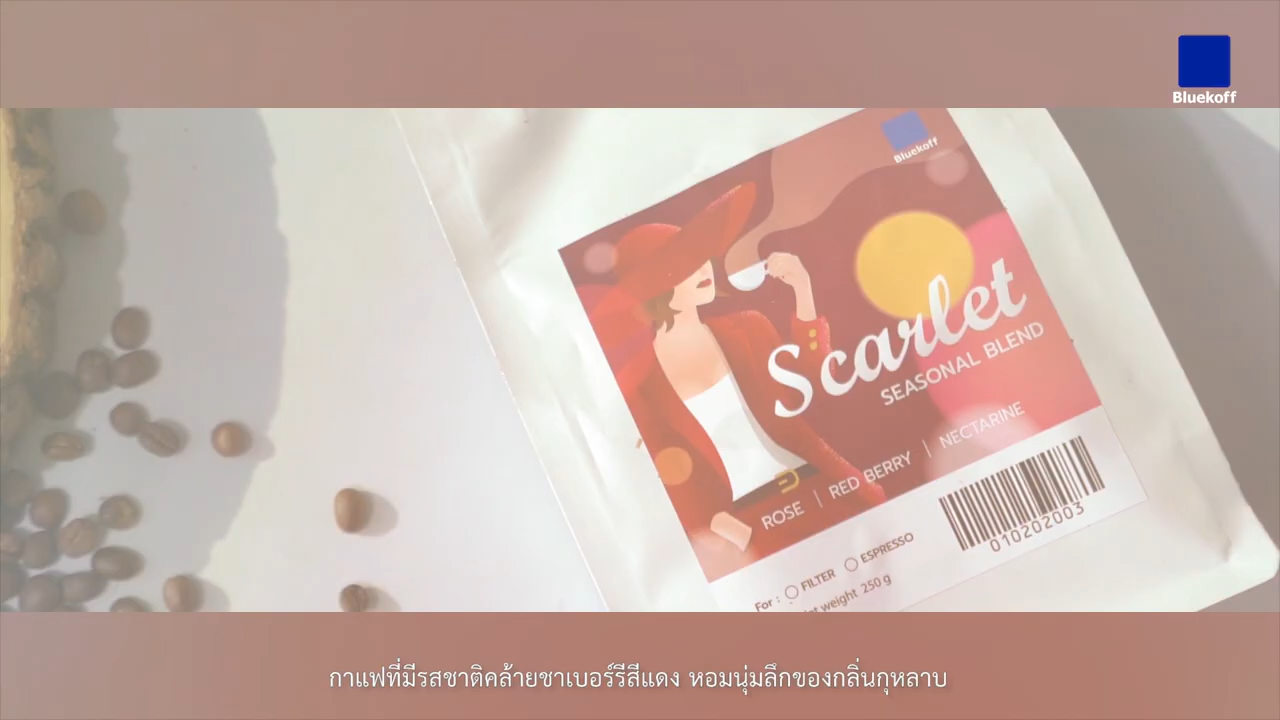 Bluekoff
Bluekoff
Scarlet
SEASONAL BLEND
ROSE | RED BERRY | NECTARINE
010202003
For : FILTER ESPRESSO
weight 250 g
กาแฟที่มีรสชาติคล้ายชาเบอร์รีสีแดง หอมนุ่มลึกของกลิ่นกุหลาบ